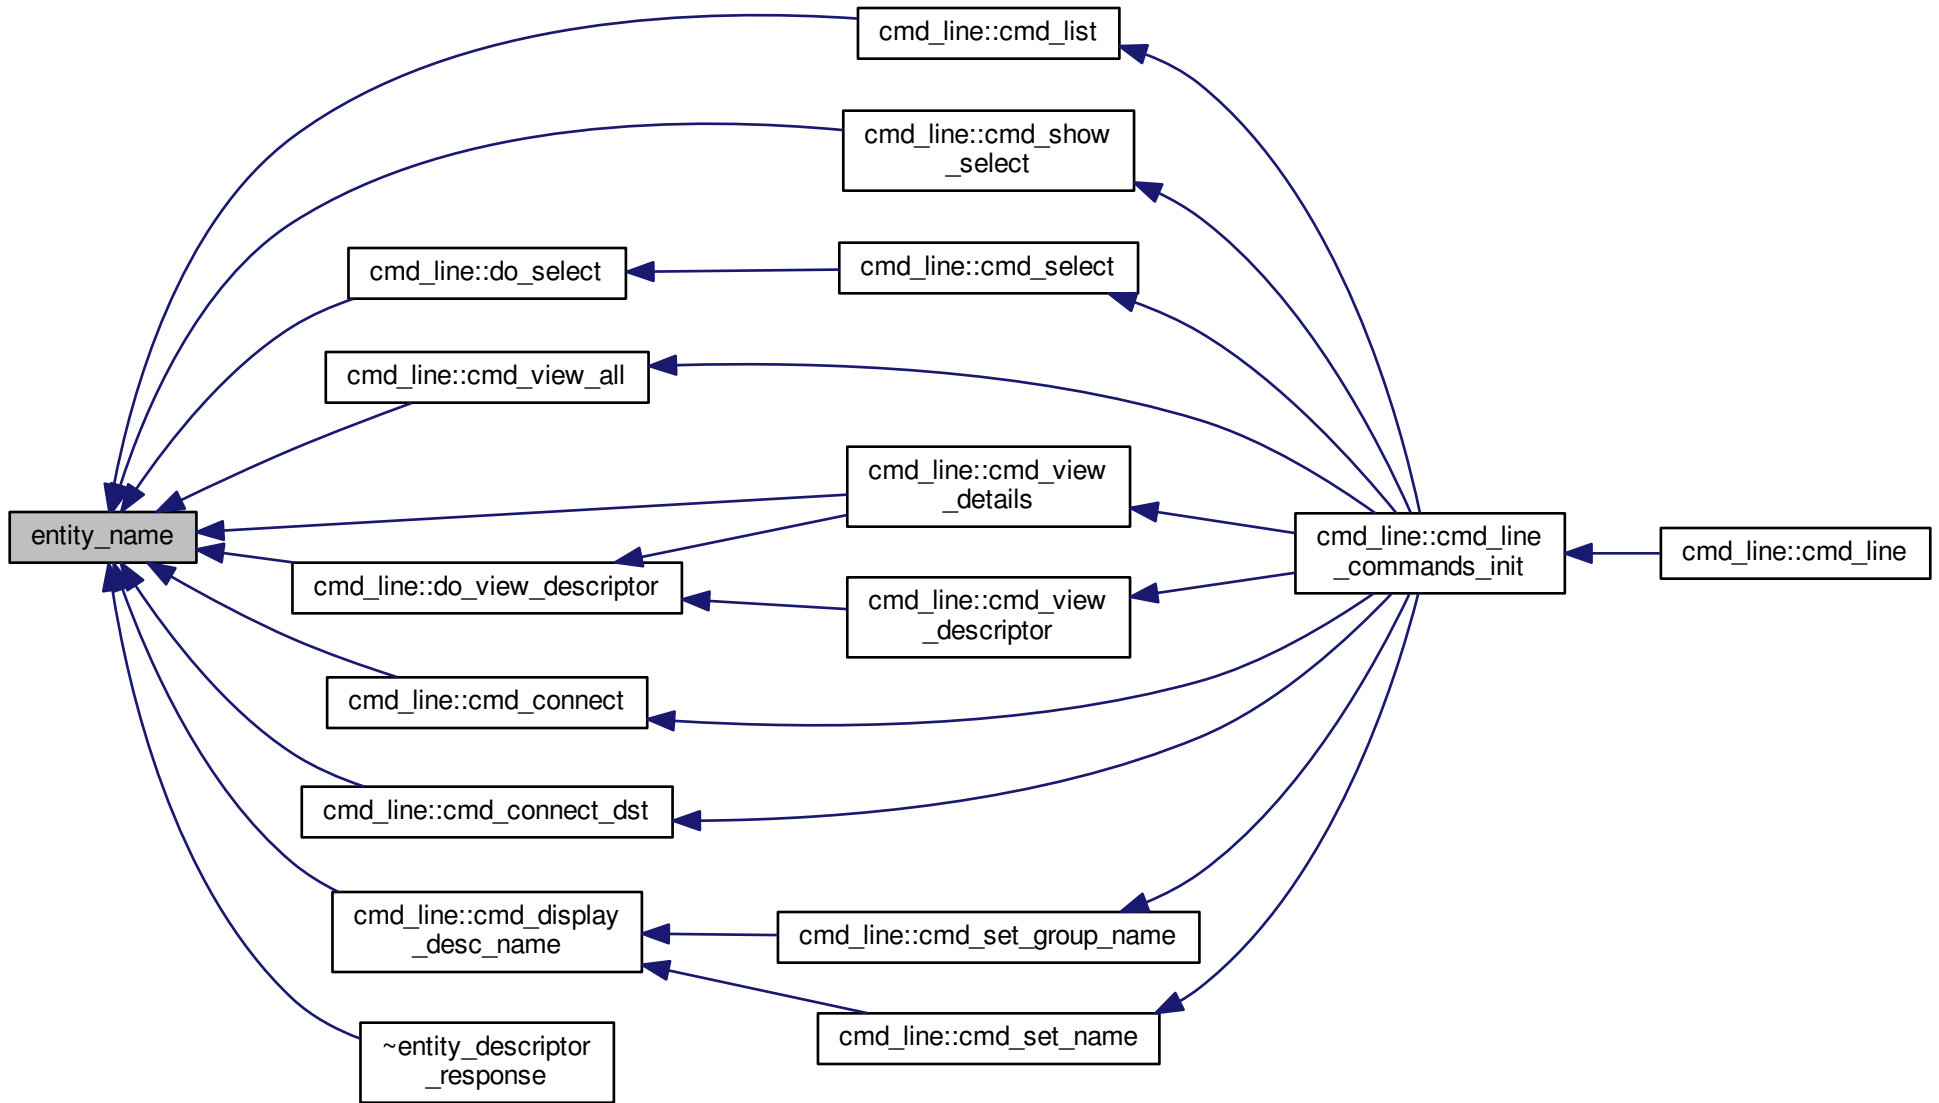 cmd_line::cmd_list
cmd_line::cmd_show
_select
cmd_line::do_select
cmd_line::cmd_select
cmd_line::cmd_view_all
cmd_line::cmd_view
_details
entity_name
cmd_line::do_view_descriptor
cmd_line::cmd_view
_descriptor
cmd_line::cmd_line
_commands_init
cmd_line::cmd_line
cmd_line::cmd_connect
cmd_line::cmd_connect_dst
cmd_line::cmd_display
_desc_name
cmd_line::cmd_set_group_name
cmd_line::cmd_set_name
~entity_descriptor
_response